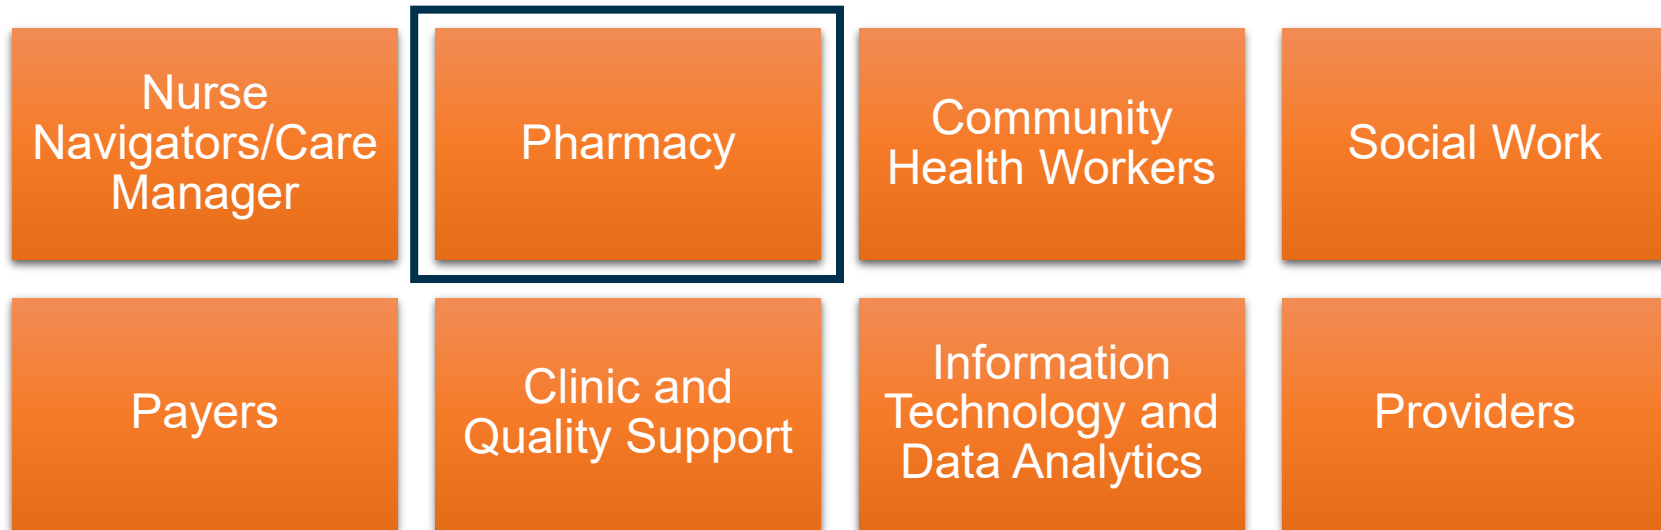 Nurse
Navigators/Care
Manager
Pharmacy
Community
Health Workers
Social Work
Payers
Clinic and
Quality Support
Information
Technology and
Data Analytics
Providers